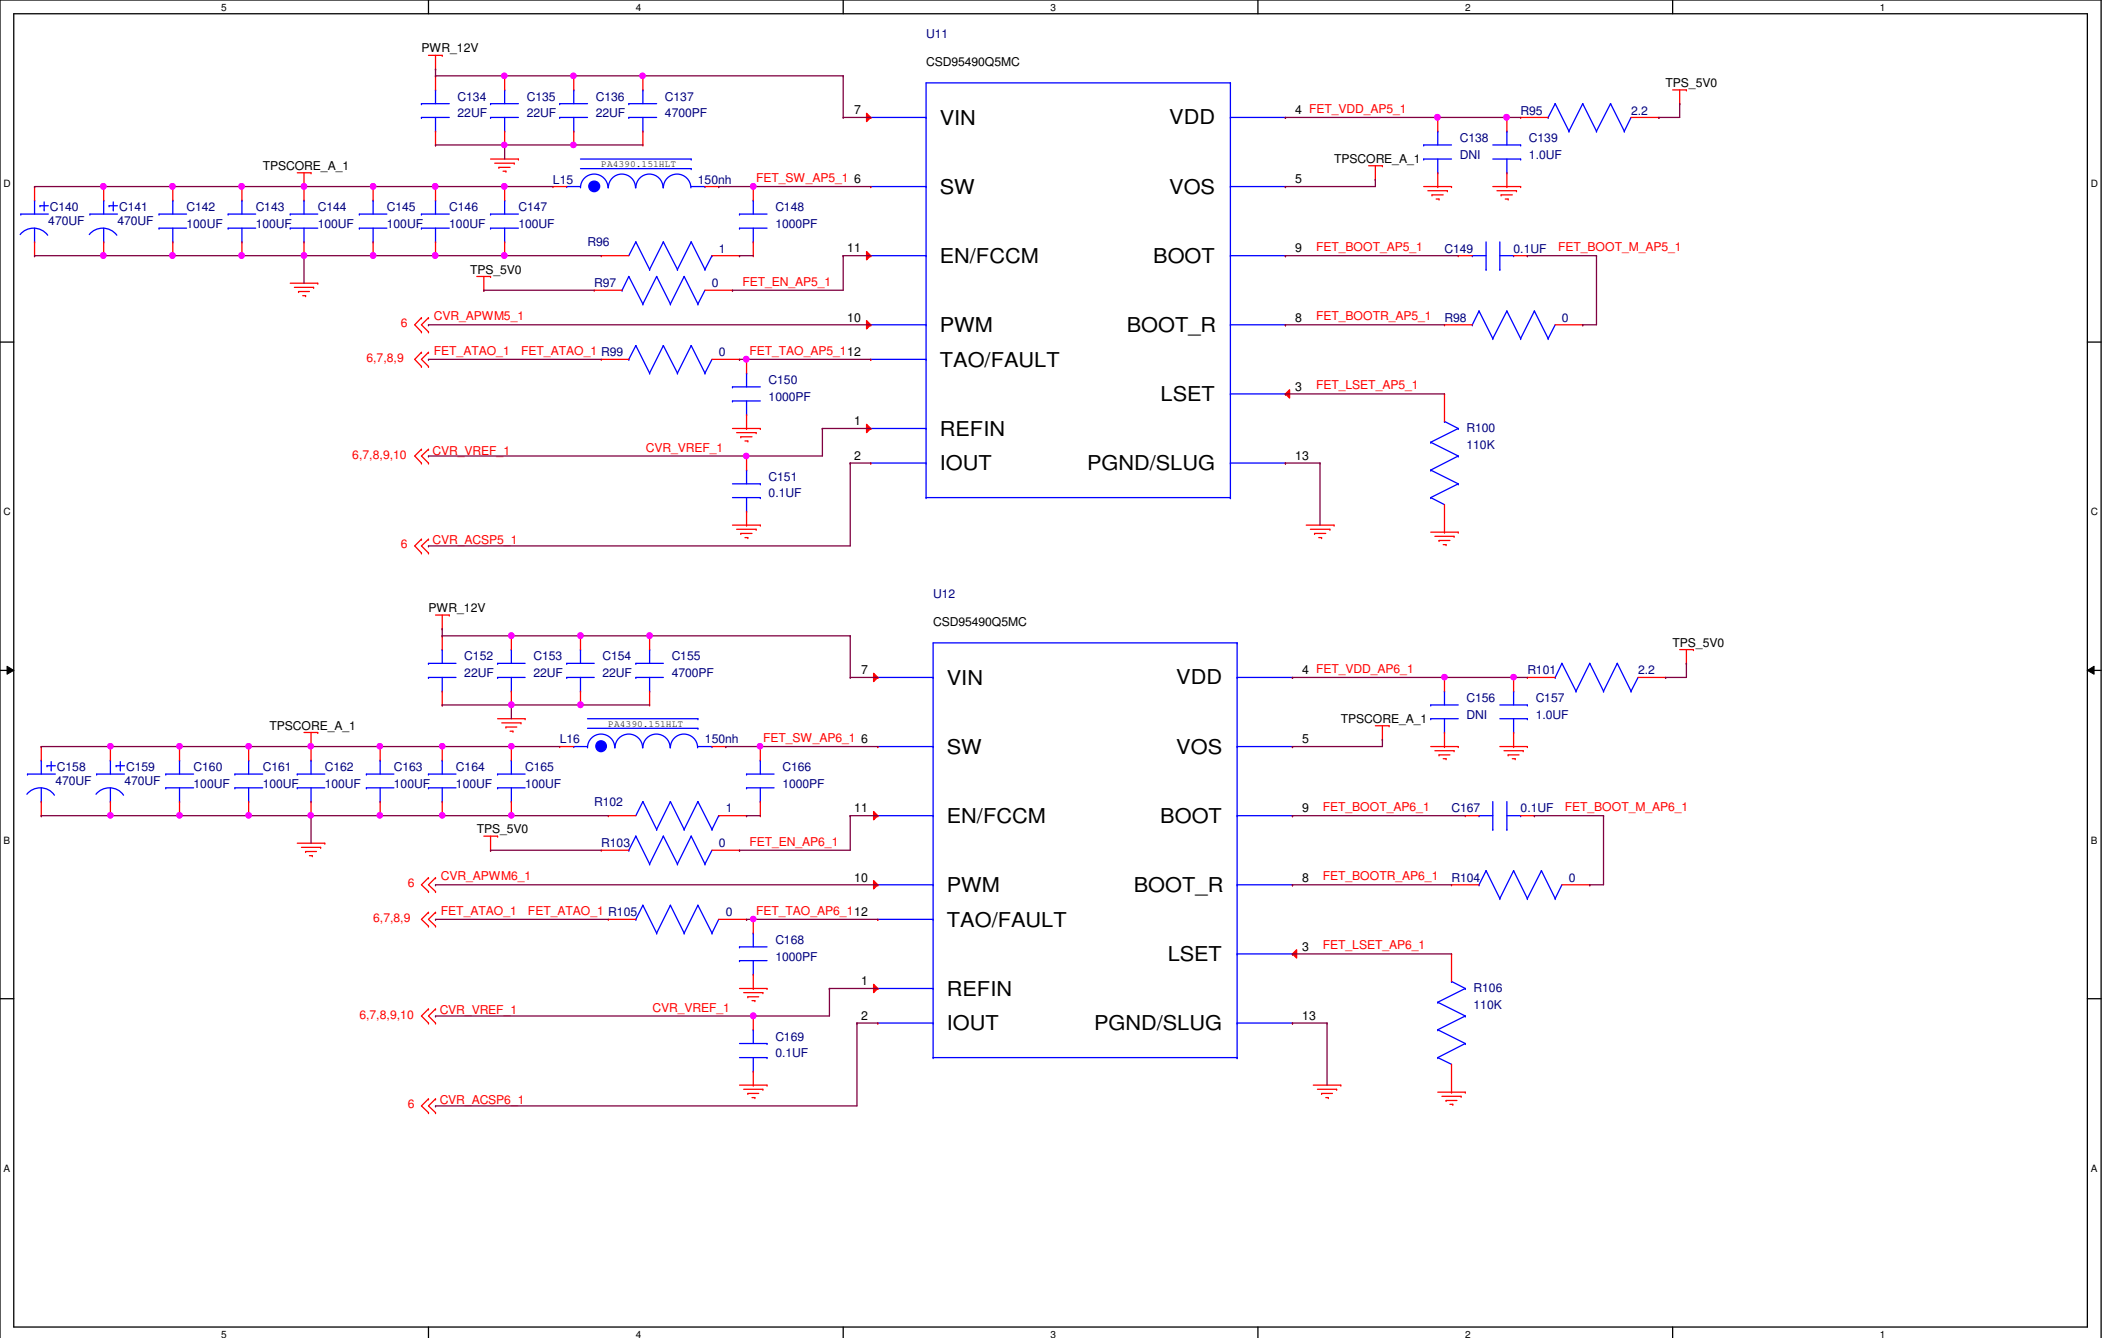 5 4 3 2 1
U11
CSD95490Q5MC
PWR_12V
C134 22UF
C135 22UF
C136 22UF
C137 4700PF
7 VIN
VDD 4 FET_VDD_AP5_1
R95 2.2
TPS_5V0
C138 DNI
C139 1.0UF
TPSCORE_A_1
L15 PA4390.151HLT 150nh
FET_SW_AP5_1 6 SW
VOS 5
TPSCORE_A_1
D D
+C140 470UF
+C141 470UF
C142 100UF
C143 100UF
C144 100UF
C145 100UF
C146 100UF
C147 100UF
C148 1000PF
R96 1
TPS_5V0
R97 0 FET_EN_AP5_1
11 EN/FCCM
BOOT 9 FET_BOOT_AP5_1
C149 0.1UF FET_BOOT_M_AP5_1
6 CVR_APWM5_1 10 PWM
BOOT_R 8 FET_BOOTR_AP5_1 R98 0
6,7,8,9 FET_ATAO_1 FET_ATAO_1 R99 0 FET_TAO_AP5_1 12 TAO/FAULT
C150 1000PF
LSET 3 FET_LSET_AP5_1
R100 110K
1 REFIN
6,7,8,9,10 CVR_VREF_1 CVR_VREF_1
C151 0.1UF
2 IOUT
PGND/SLUG 13
C C
6 CVR_ACSP5_1
U12
CSD95490Q5MC
PWR_12V
C152 22UF
C153 22UF
C154 22UF
C155 4700PF
7 VIN
VDD 4 FET_VDD_AP6_1
R101 2.2
TPS_5V0
C156 DNI
C157 1.0UF
TPSCORE_A_1
L16 PA4390.151HLT 150nh
FET_SW_AP6_1 6 SW
VOS 5
TPSCORE_A_1
+C158 470UF
+C159 470UF
C160 100UF
C161 100UF
C162 100UF
C163 100UF
C164 100UF
C165 100UF
C166 1000PF
R102 1
TPS_5V0
R103 0 FET_EN_AP6_1
11 EN/FCCM
BOOT 9 FET_BOOT_AP6_1
C167 0.1UF FET_BOOT_M_AP6_1
B B
6 CVR_APWM6_1 10 PWM
BOOT_R 8 FET_BOOTR_AP6_1 R104 0
6,7,8,9 FET_ATAO_1 FET_ATAO_1 R105 0 FET_TAO_AP6_1 12 TAO/FAULT
C168 1000PF
LSET 3 FET_LSET_AP6_1
R106 110K
1 REFIN
6,7,8,9,10 CVR_VREF_1 CVR_VREF_1
C169 0.1UF
2 IOUT
PGND/SLUG 13
6 CVR_ACSP6_1
A A
5 4 3 2 1